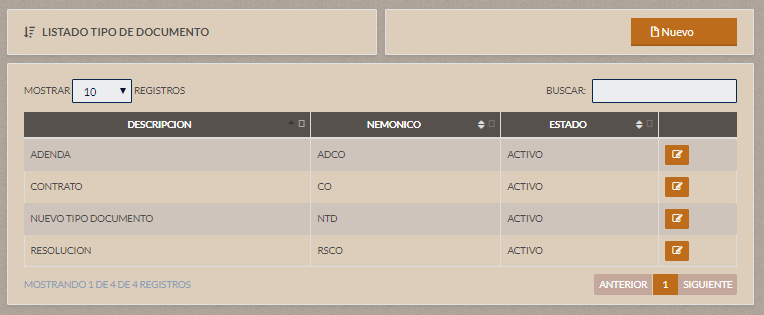 LISTADO TIPO DE DOCUMENTO
Nuevo
MOSTRAR 10 REGISTROS
BUSCAR:
DESCRIPCION NEMONICO ESTADO
ADENDA ADCO ACTIVO
CONTRATO CO ACTIVO
NUEVO TIPO DOCUMENTO NTD ACTIVO
RESOLUCION RSCO ACTIVO
MOSTRANDO 1 DE 4 DE 4 REGISTROS
ANTERIOR 1 SIGUIENTE